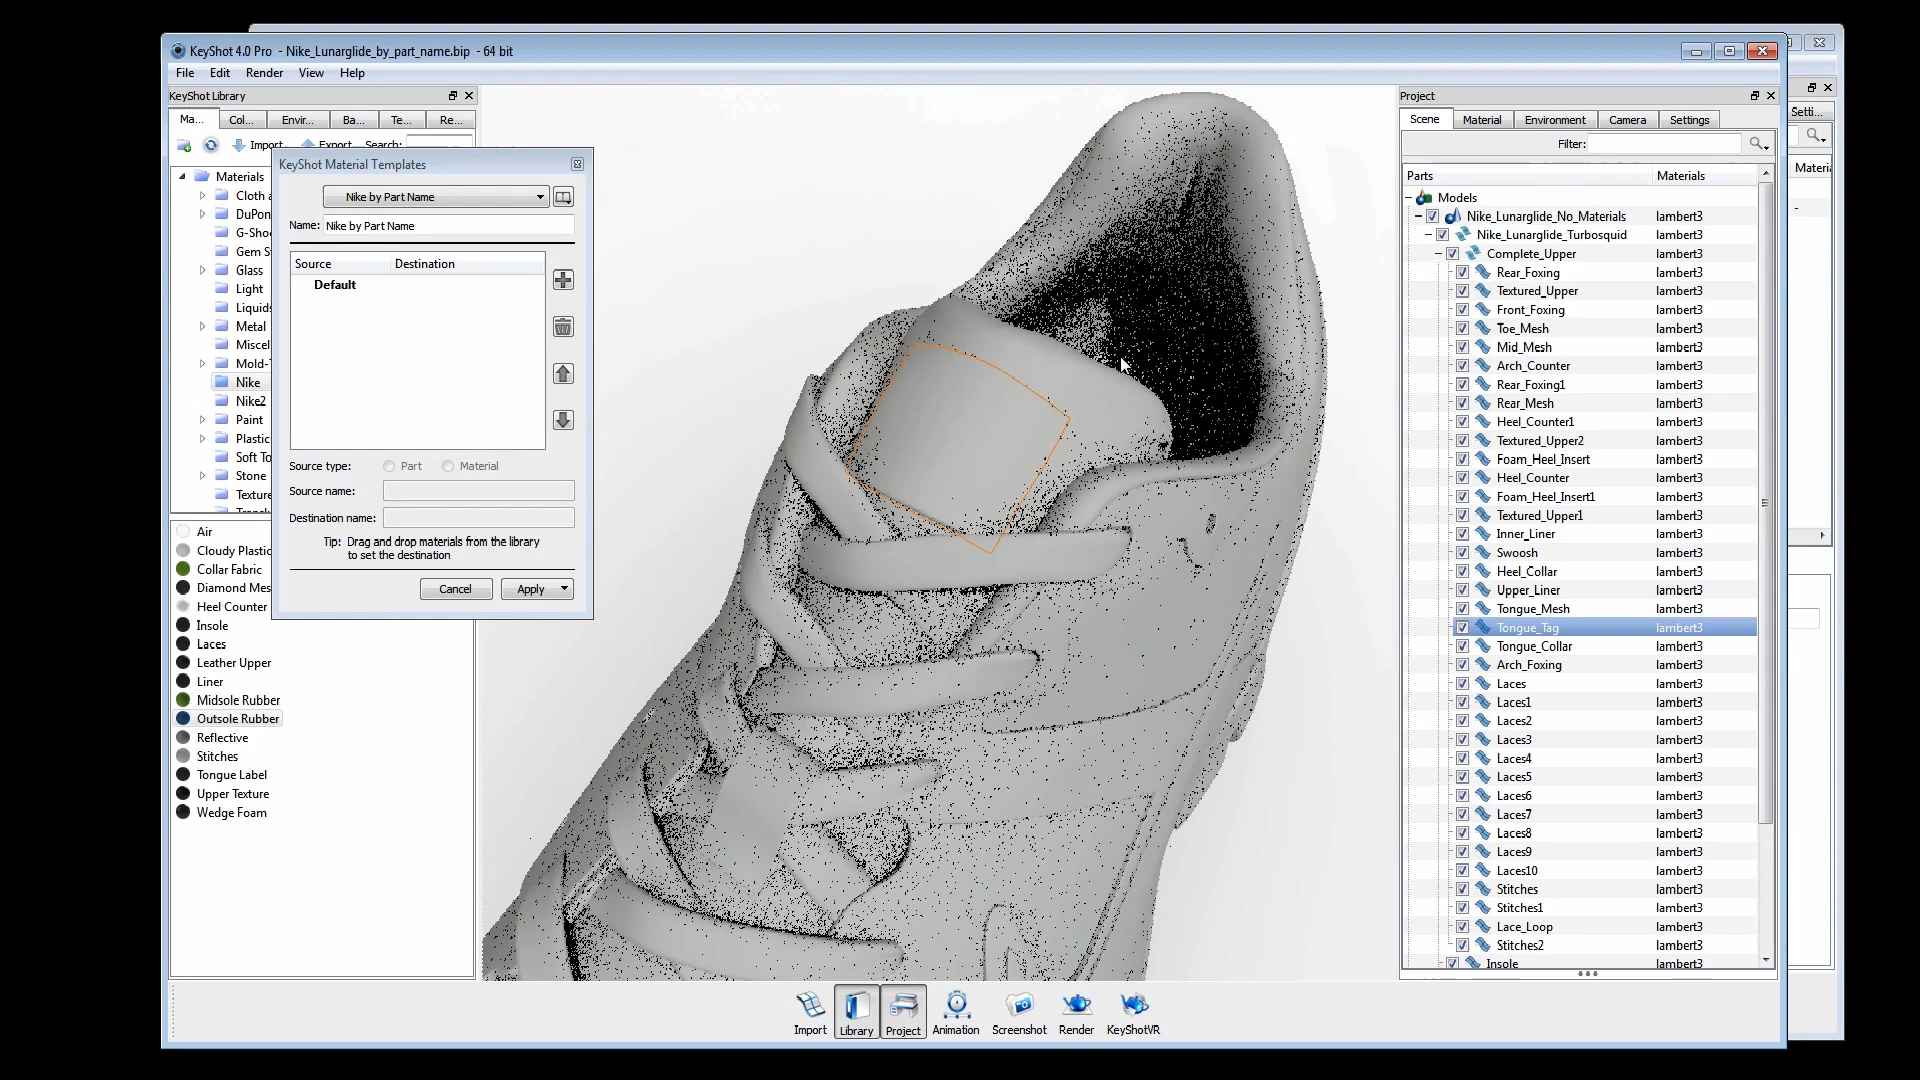 KeyShot 4.0 Pro - Nike_Lunarglide_by_part_name.bip - 64 bit
File Edit Render View Help
KeyShot Library
Ma... Col... Envir... Ba... Te... Re...
Import Export Search:
Materials
Cloth a
DuPon
G-Sho
Gem S
Glass
Light
Liquids
Metal
Miscel
Mold-
Nike
Nike2
Paint
Plastic
Soft To
Stone
Texture
Air
Cloudy Plastic
Collar Fabric
Diamond Mes
Heel Counter
Insole
Laces
Leather Upper
Liner
Midsole Rubber
Outsole Rubber
Reflective
Stitches
Tongue Label
Upper Texture
Wedge Foam
KeyShot Material Templates
Nike by Part Name
Name: Nike by Part Name
Source Destination
Default
Source type: Part Material
Source name:
Destination name:
Tip: Drag and drop materials from the library
to set the destination
Cancel Apply
Project
Scene Material Environment Camera Settings
Filter:
Parts Materials
Models
Nike_Lunarglide_No_Materials lambert3
Nike_Lunarglide_Turbosquid lambert3
Complete_Upper lambert3
Rear_Foxing lambert3
Textured_Upper lambert3
Front_Foxing lambert3
Toe_Mesh lambert3
Mid_Mesh lambert3
Arch_Counter lambert3
Rear_Foxing1 lambert3
Rear_Mesh lambert3
Heel_Counter1 lambert3
Textured_Upper2 lambert3
Foam_Heel_Insert lambert3
Heel_Counter lambert3
Foam_Heel_Insert1 lambert3
Textured_Upper1 lambert3
Inner_Liner lambert3
Swoosh lambert3
Heel_Collar lambert3
Upper_Liner lambert3
Tongue_Mesh lambert3
Tongue_Tag lambert3
Tongue_Collar lambert3
Arch_Foxing lambert3
Laces lambert3
Laces1 lambert3
Laces2 lambert3
Laces3 lambert3
Laces4 lambert3
Laces5 lambert3
Laces6 lambert3
Laces7 lambert3
Laces8 lambert3
Laces9 lambert3
Laces10 lambert3
Stitches lambert3
Stitches1 lambert3
Lace_Loop lambert3
Stitches2 lambert3
Insole lambert3
Setti...
Materi
-
Import Library Project Animation Screenshot Render KeyShotVR